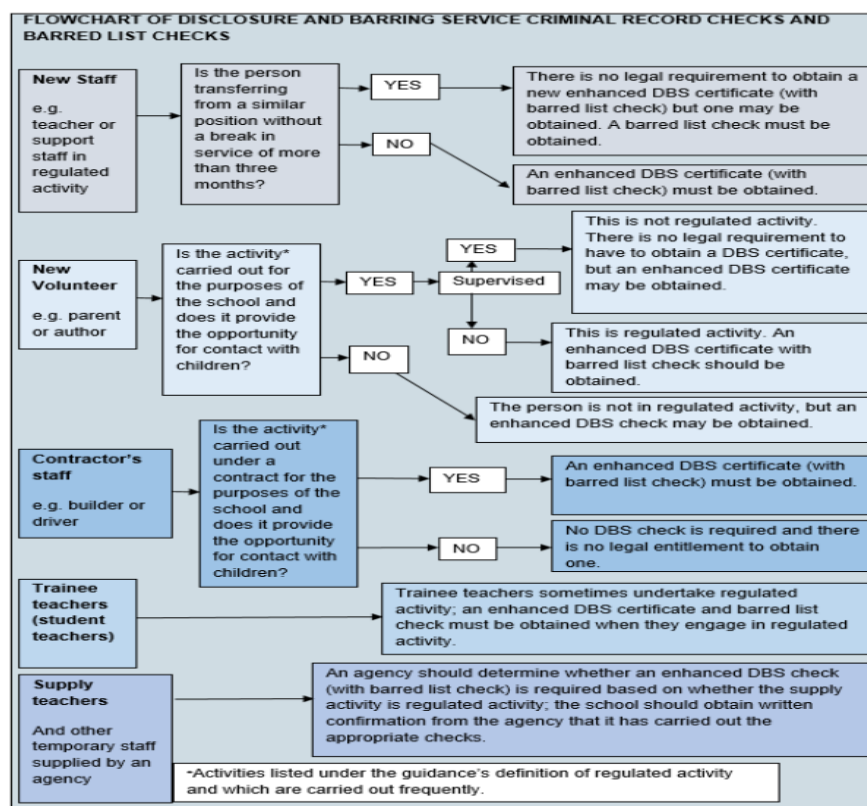 FLOWCHART OF DISCLOSURE AND BARRING SERVICE CRIMINAL RECORD CHECKS AND
BARRED LIST CHECKS
New Staff
e.g.
teacher or
support
staff in
regulated
activity
Is the person
transferring
from a similar
position without
a break in
service of more
than three
months?
YES
There is no legal requirement to obtain
a new enhanced DBS certificate (with
barred list check) but one may be
obtained. A barred list check must be
obtained.
NO
An enhanced DBS certificate (with
barred list check) must be obtained.
New
Volunteer
e.g. parent
or author
Is the activity*
carried out for
the purposes of
the school and
does it provide
the opportunity
for contact with
children?
YES
Supervised
YES
This is not regulated activity.
There is no legal requirement to
have to obtain a DBS certificate,
but an enhanced DBS certificate
may be obtained.
NO
This is regulated activity. An
enhanced DBS certificate with
barred list check should be
obtained.
NO
The person is not in regulated activity, but an
enhanced DBS check may be obtained.
Contractor's
staff
e.g. builder or
driver
Is the activity*
carried out
under a
contract for the
purposes of the
school and
does it provide
the opportunity
for contact with
children?
YES
An enhanced DBS certificate (with
barred list check) must be obtained.
NO
No DBS check is required and there
is no legal entitlement to obtain
one.
Trainee
teachers
(student
teachers)
Trainee teachers sometimes undertake regulated
activity; an enhanced DBS certificate and barred list
check must be obtained when they engage in regulated
activity.
Supply
teachers
And other
temporary staff
supplied by an
agency
An agency should determine whether an enhanced DBS check
(with barred list check) is required based on whether the supply
activity is regulated activity; the school should obtain written
confirmation from the agency that it has carried out the
appropriate checks.
*Activities listed under the guidance's definition of regulated activity
and which are carried out frequently.